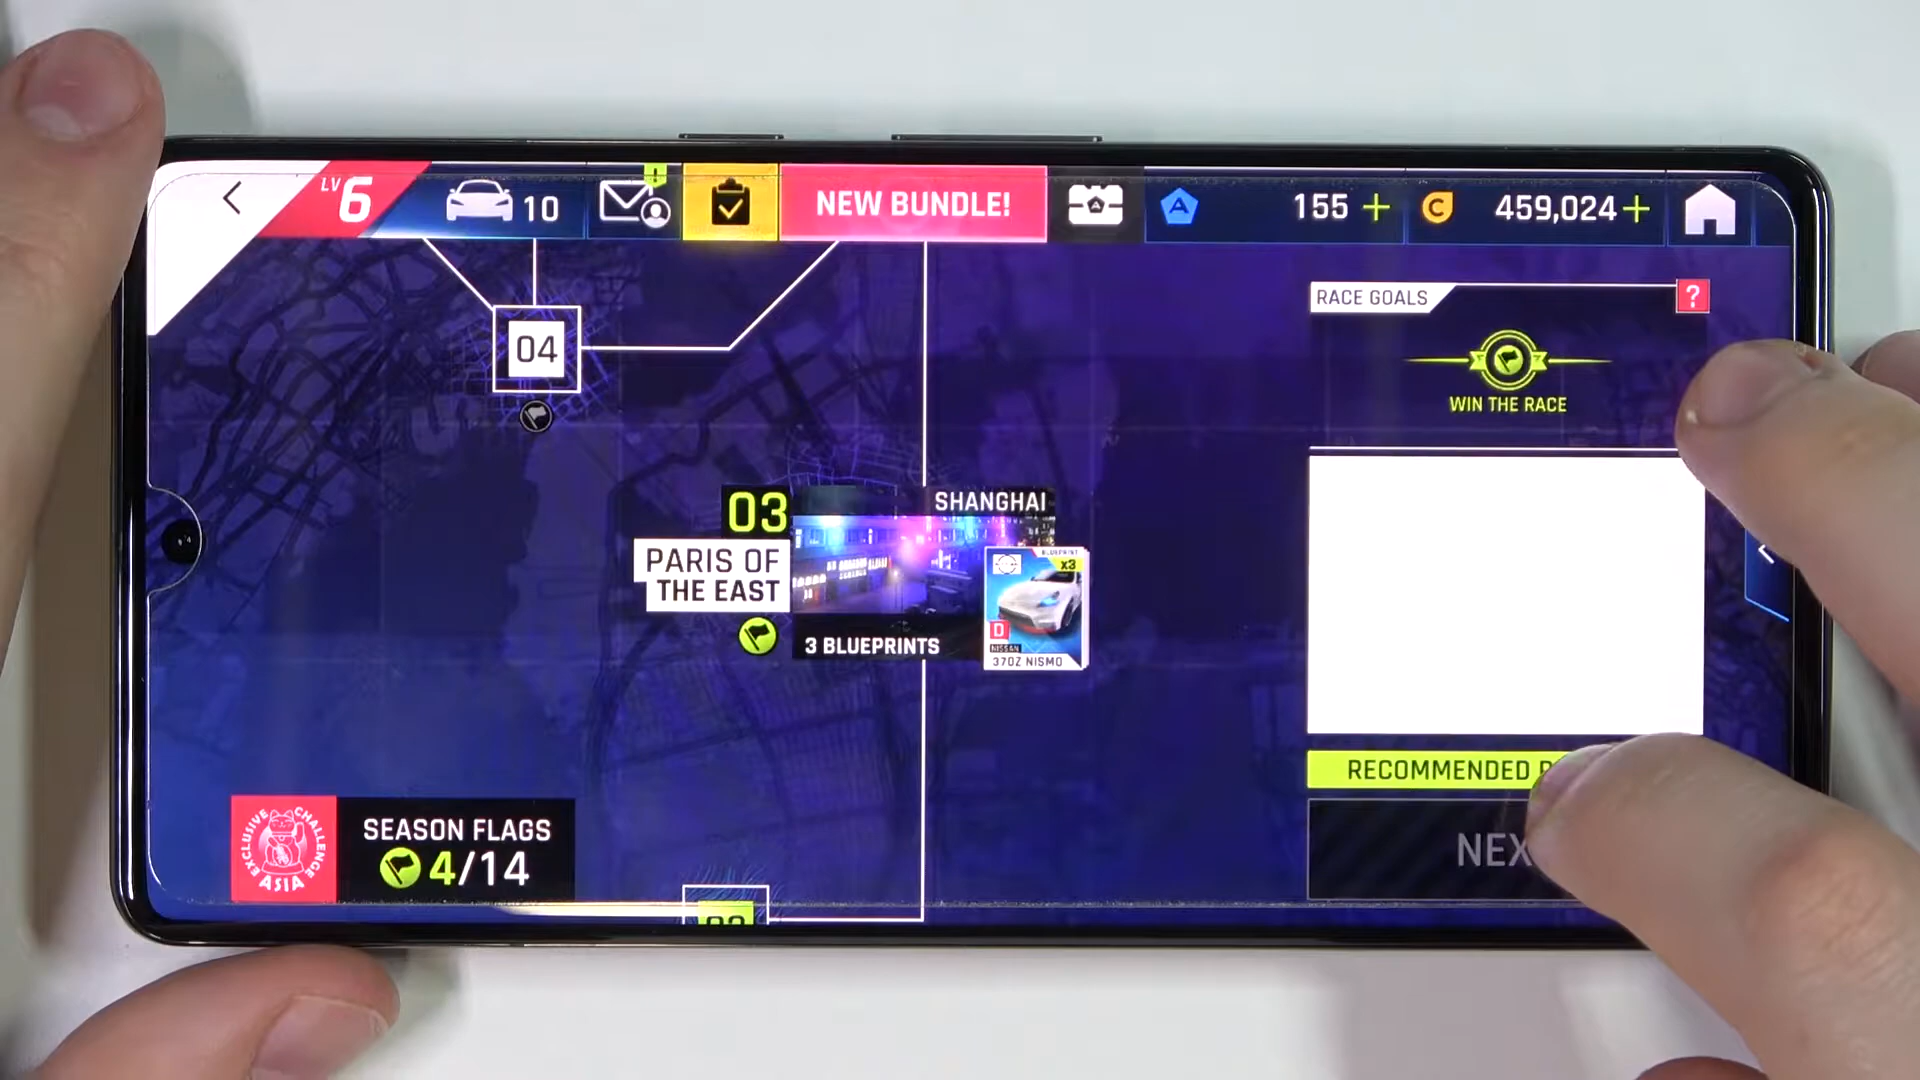 LV 6
10
NEW BUNDLE!
155
459,024
04
RACE GOALS
?
WIN THE RACE
03
SHANGHAI
PARIS OF
THE EAST
BLUEPRINT
x3
D
NISSAN
370Z NISMO
3 BLUEPRINTS
RECOMMENDED
EXCLUSIVE CHALLENGE
ASIA
SEASON FLAGS
4/14